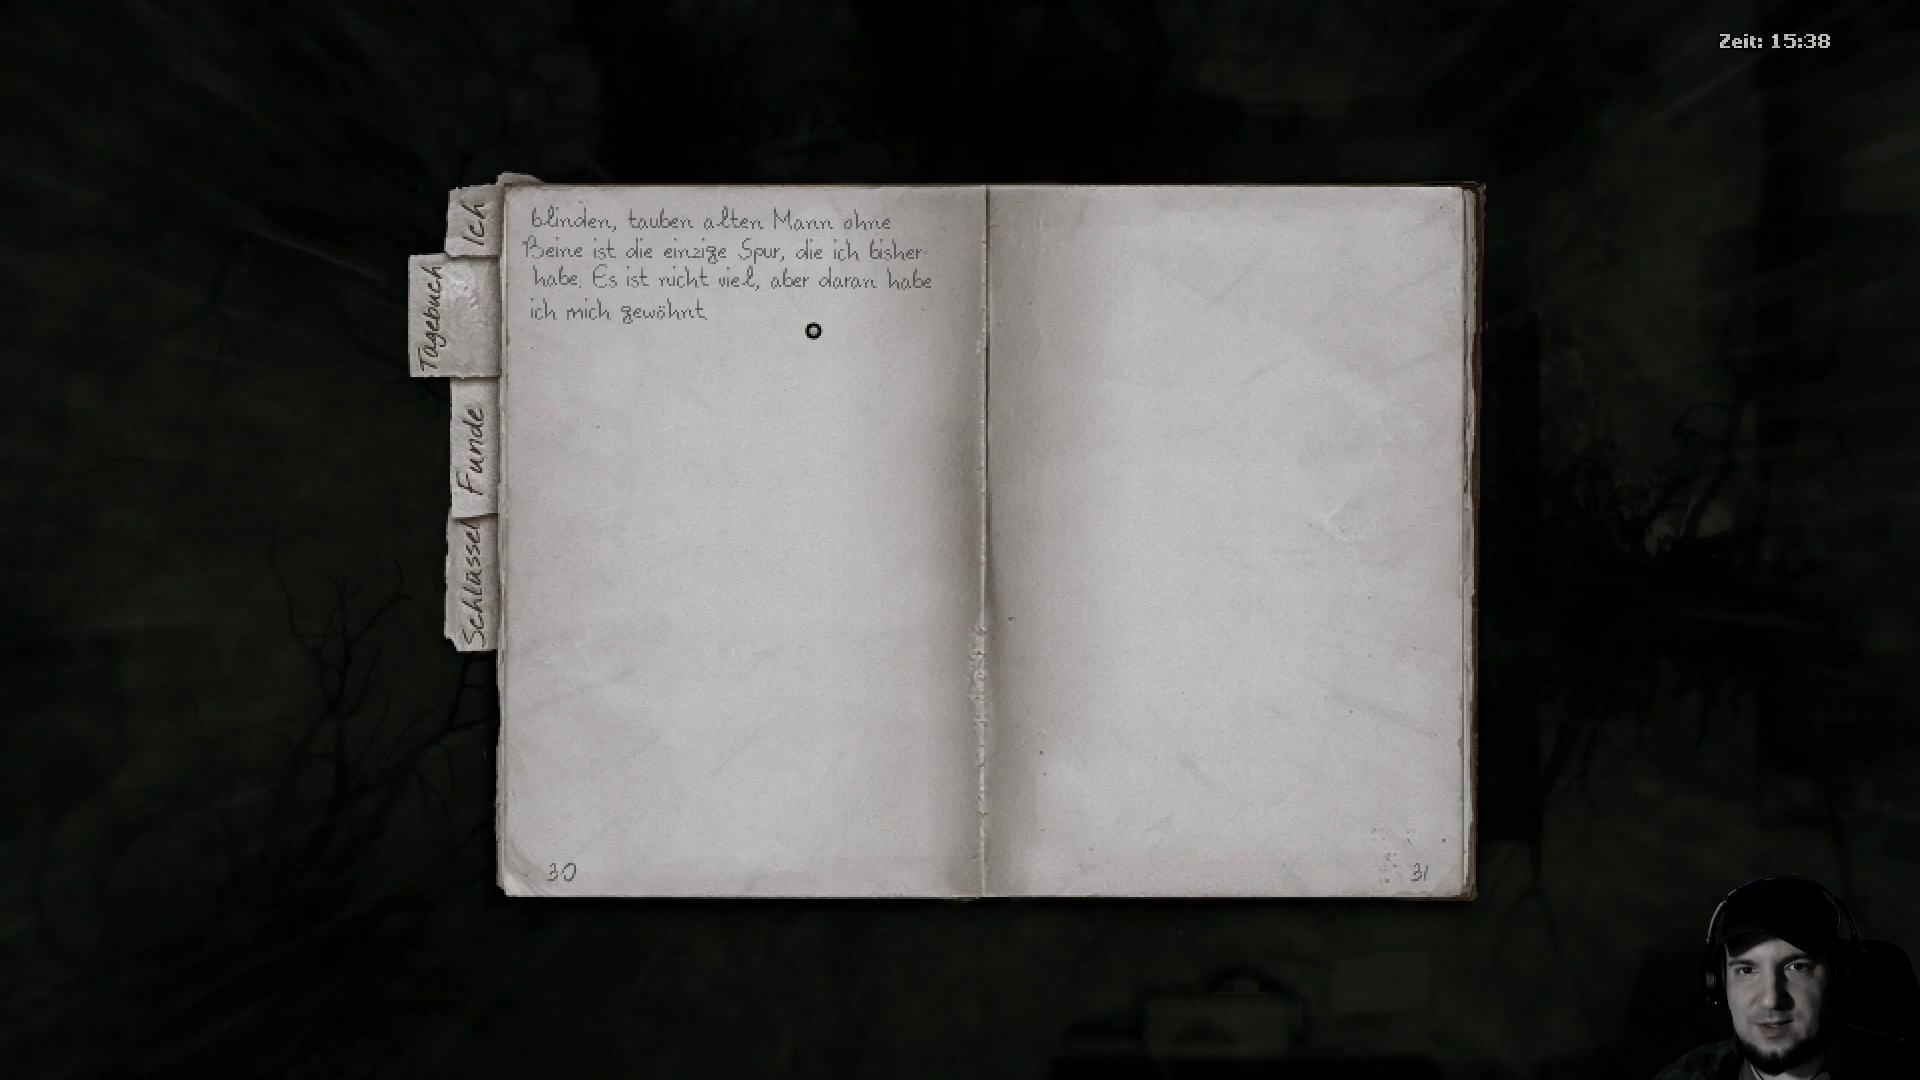 Zeit: 15:38
Ich
Tagebuch
Funde
Schlüssel
blinden, tauben alten Mann ohne
Beine ist die einzige Spur, die ich bisher
habe. Es ist nicht viel, aber daran habe
ich mich gewöhnt.
30
31